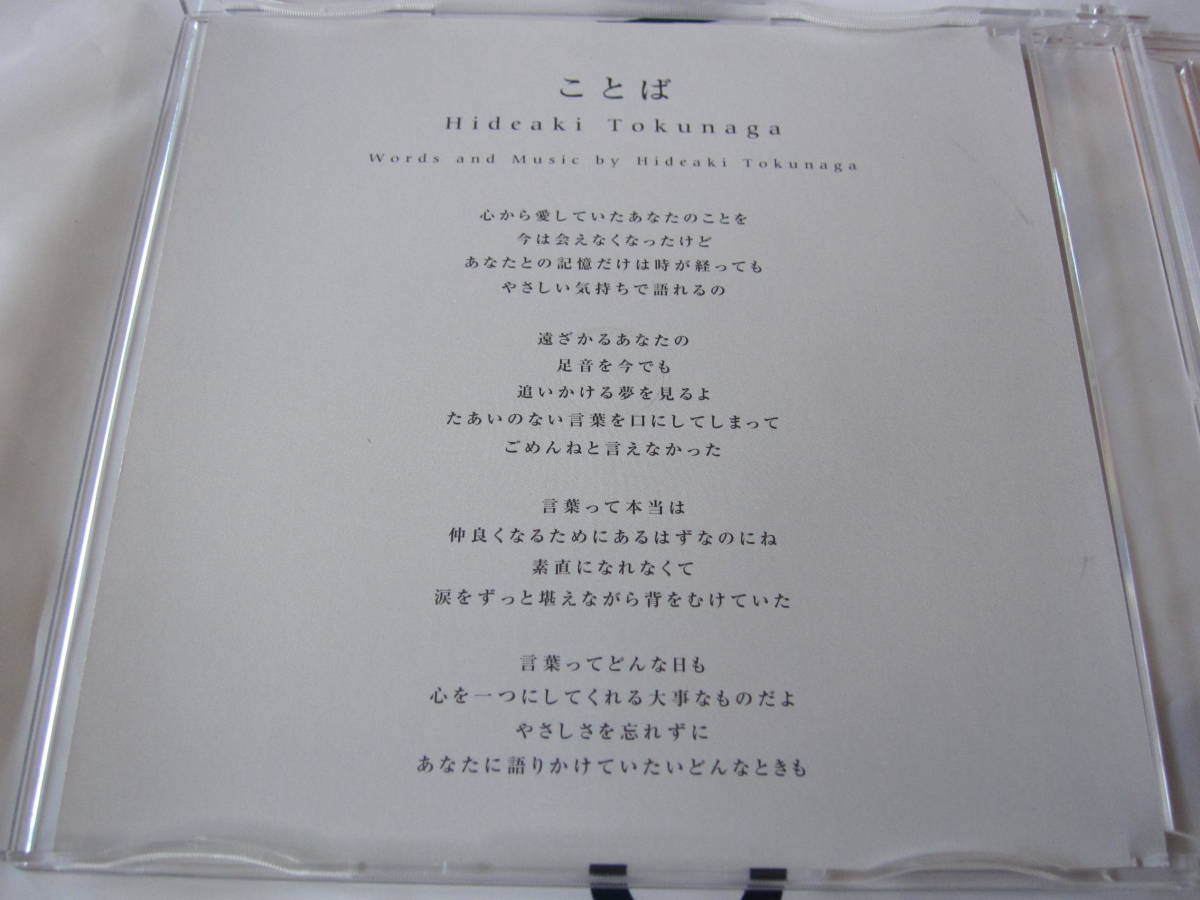 ことば
Hideaki Tokunaga
Words and Music by Hideaki Tokunaga
心から愛していたあなたのことを
今は会えなくなったけど
あなたとの記憶だけは時が経っても
やさしい気持ちで語れるの
遠ざかるあなたの
足音を今でも
追いかける夢を見るよ
たあいのない言葉を口にしてしまって
ごめんねと言えなかった
言葉って本当は
仲良くなるためにあるはずなのにね
素直になれなくて
涙をずっと堪えながら背をむけていた
言葉ってどんな日も
心を一つにしてくれる大事なものだよ
やさしさを忘れずに
あなたに語りかけていたいどんなときも